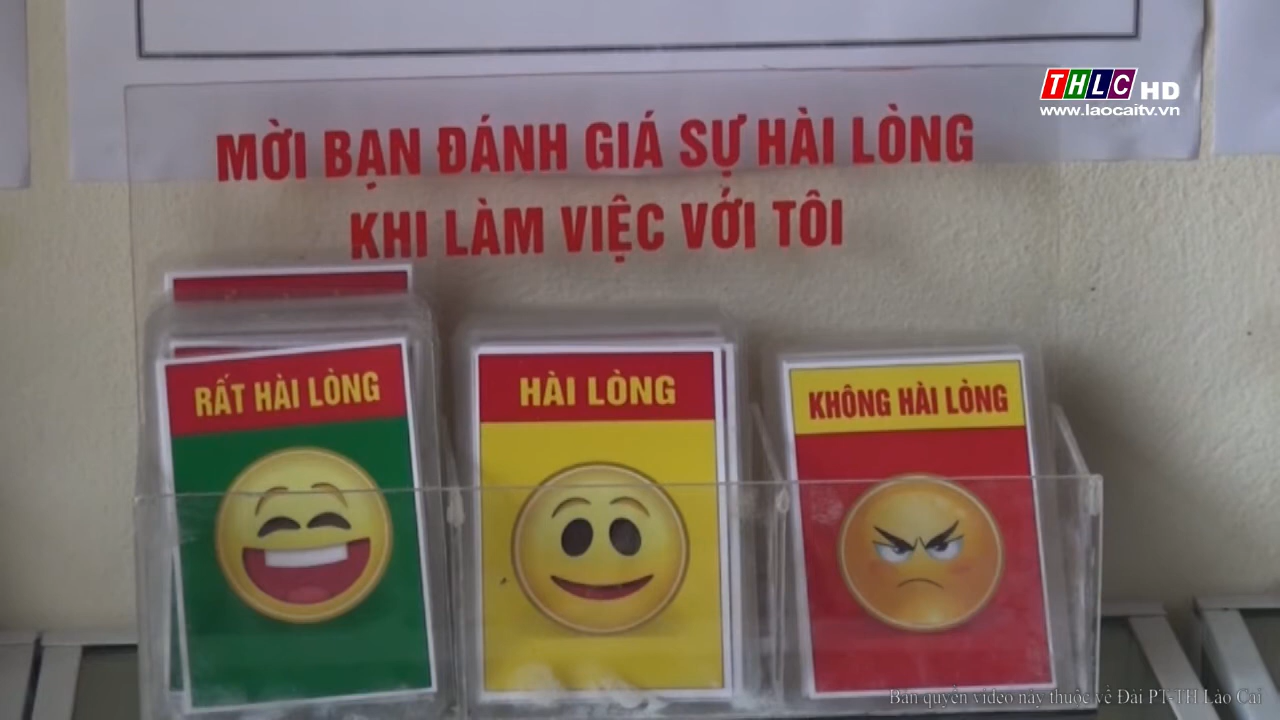 THLC HD
www.laocaitv.vn
MỜI BẠN ĐÁNH GIÁ SỰ HÀI LÒNG
KHI LÀM VIỆC VỚI TÔI
RẤT HÀI LÒNG
HÀI LÒNG
KHÔNG HÀI LÒNG
Bản quyền video này thuộc về Đài PT-TH Lào Cai